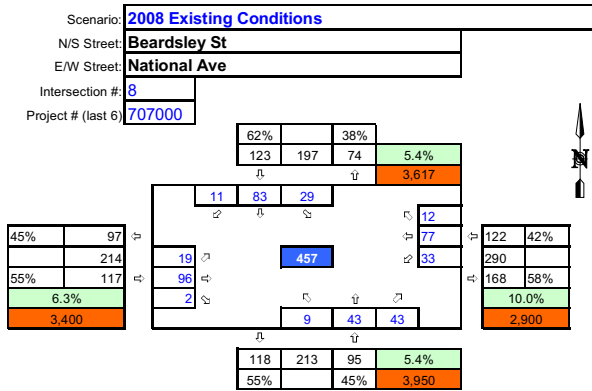 Scenario: 2008 Existing Conditions
N/S Street: Beardsley St
E/W Street: National Ave
Intersection #: 8
Project # (last 6) 707000
N
62% 38%
123 197 74 5.4%
⇩ ⇧ 3,617
11 83 29
⬃ ⇩ ⬂
⬁ 12
45% 97 ⇦ ⇦ 77 ⇦ 122 42%
214 19 ⬀ 457 ⬃ 33 290
55% 117 ⇨ 96 ⇨ ⇨ 168 58%
6.3% 2 ⬂ ⬁ ⇧ ⬀ 10.0%
3,400 9 43 43 2,900
⇩ ⇧
118 213 95 5.4%
55% 45% 3,950